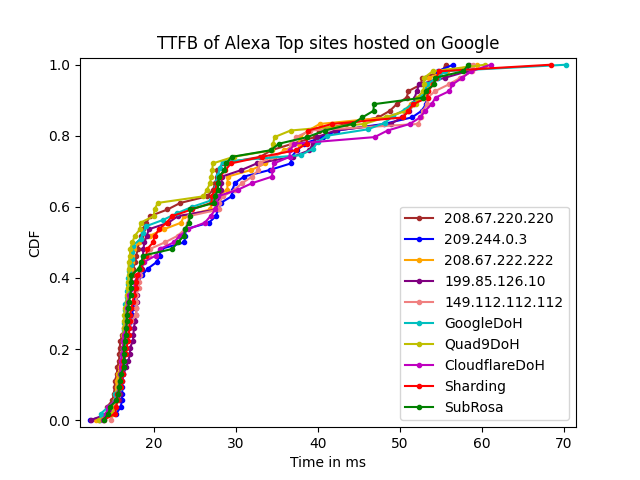 TTFB of Alexa Top sites hosted on Google
CDF
1.0
0.8
0.6
0.4
0.2
0.0
208.67.220.220
209.244.0.3
208.67.222.222
199.85.126.10
149.112.112.112
GoogleDoH
Quad9DoH
CloudflareDoH
Sharding
SubRosa
20 30 40 50 60 70
Time in ms